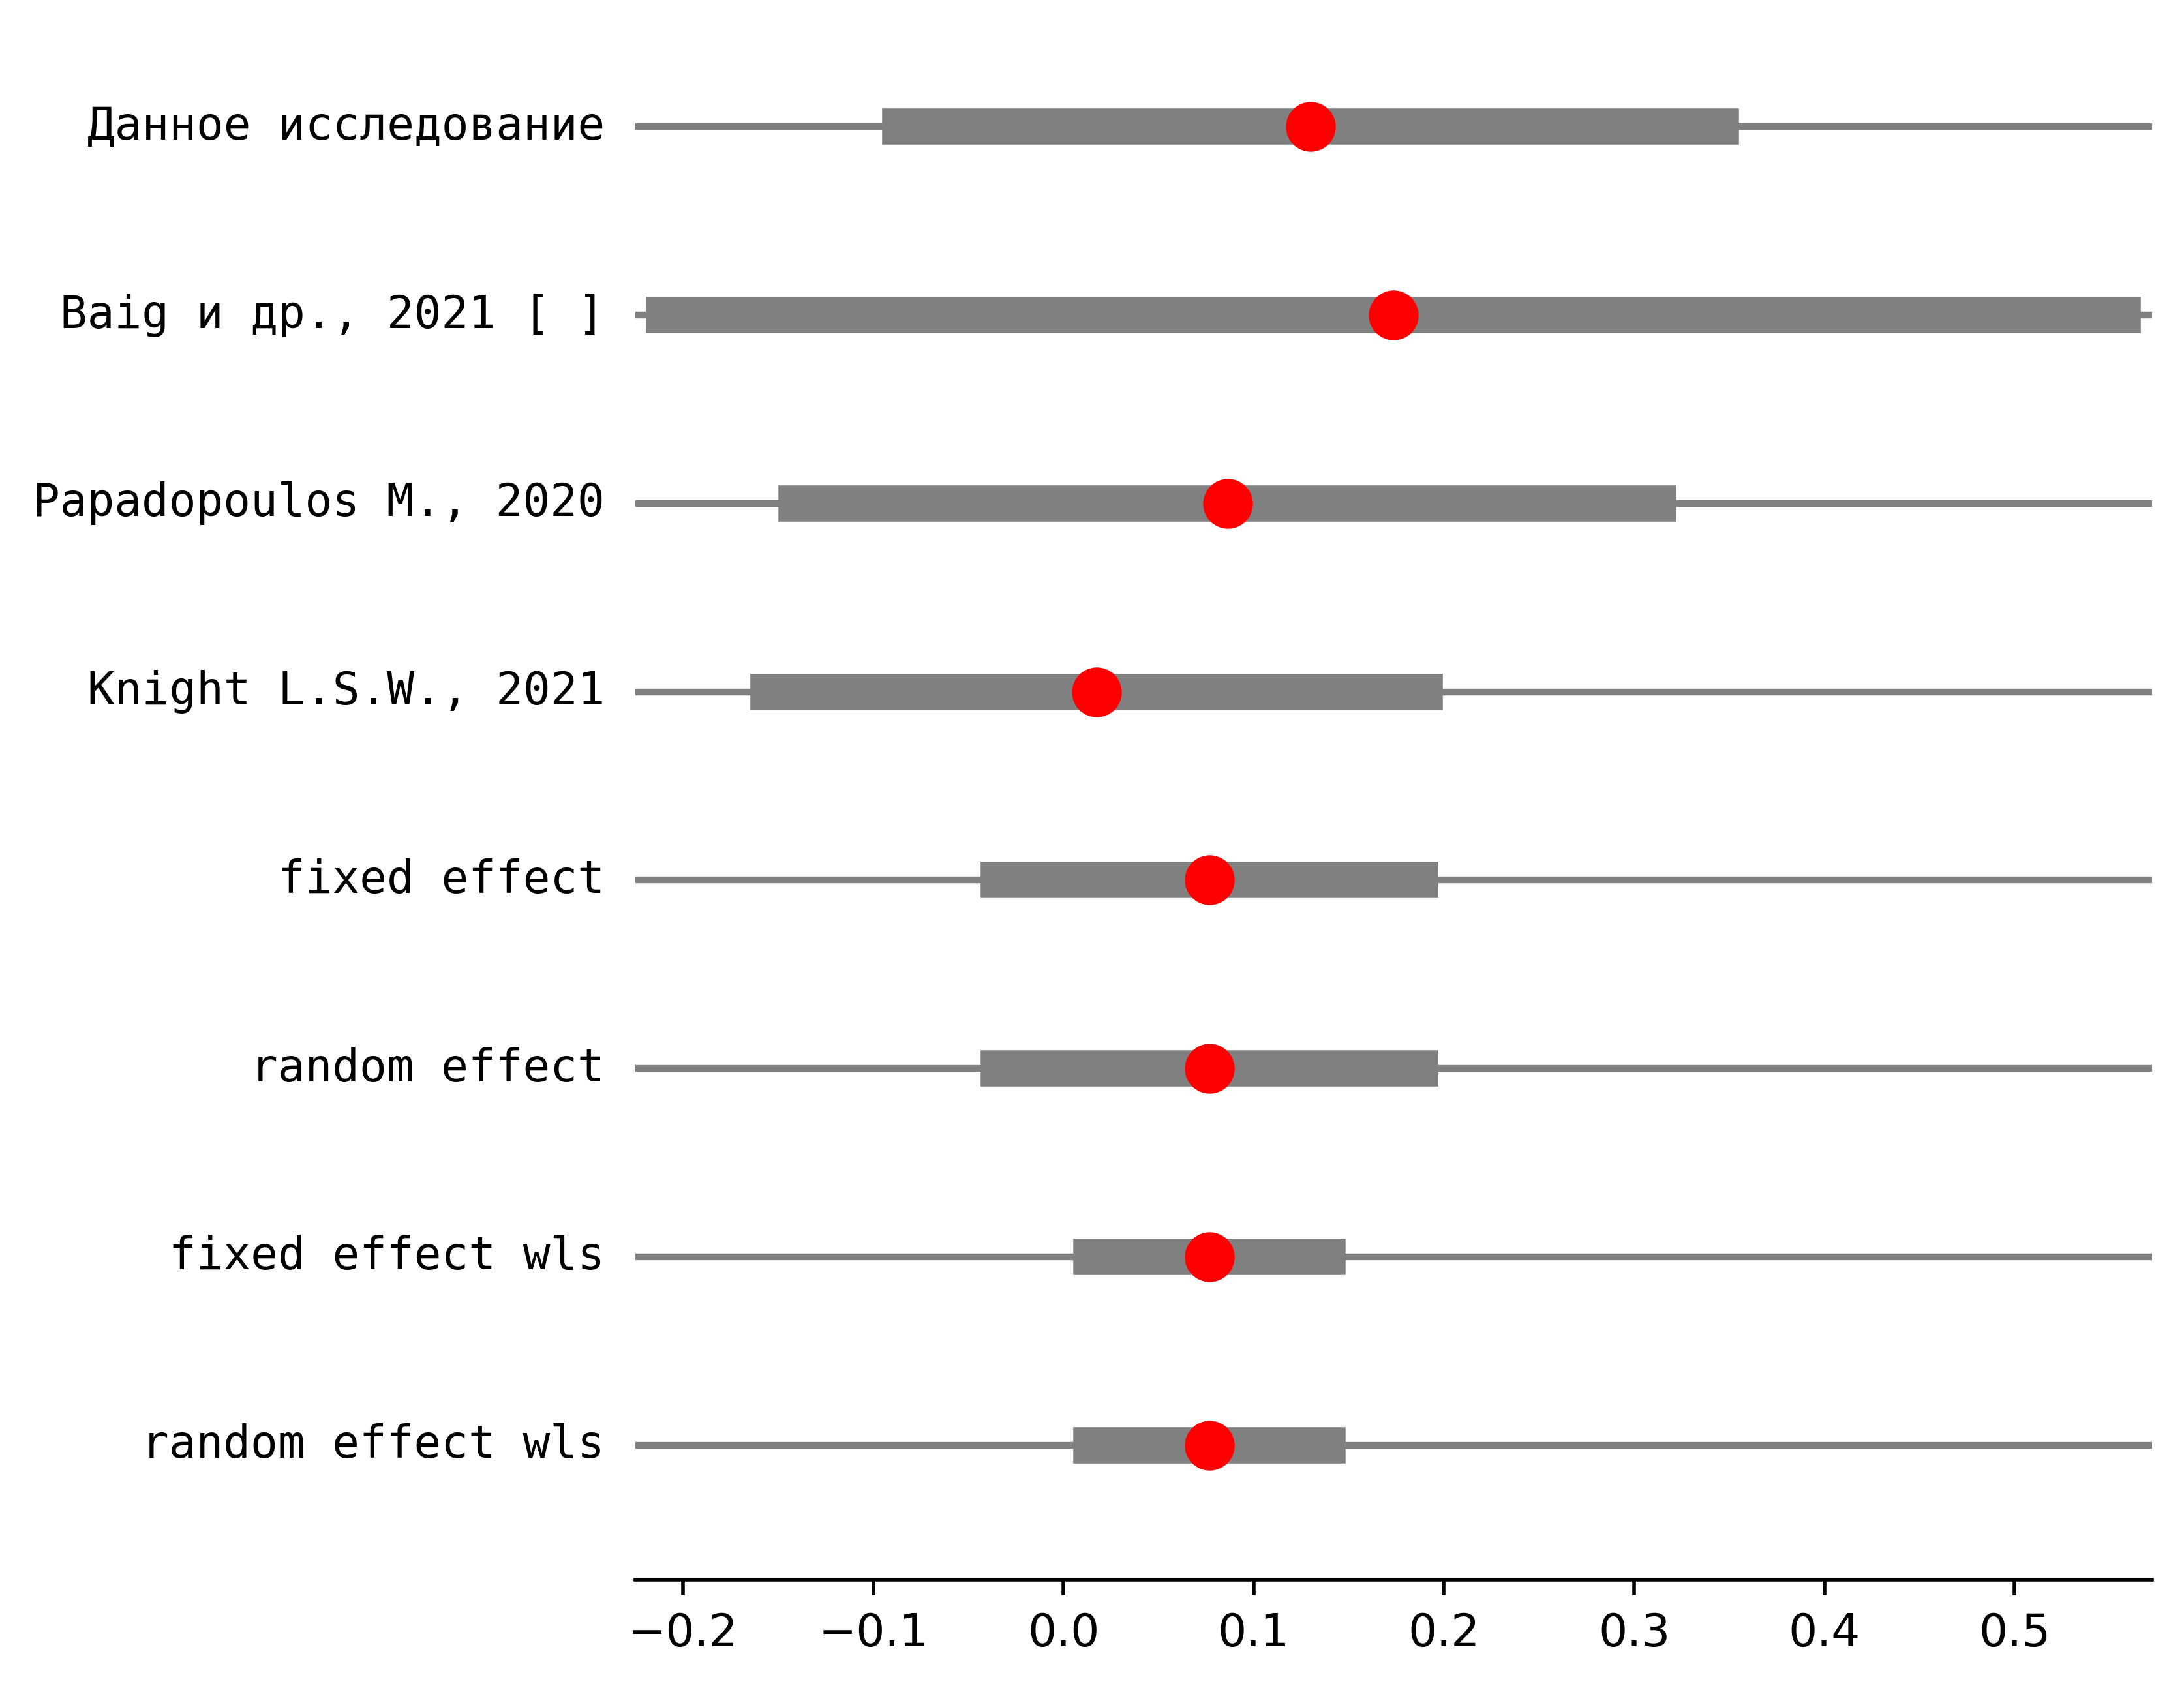 Данное исследование
Baig и др., 2021 [ ]
Papadopoulos M., 2020
Knight L.S.W., 2021
fixed effect
random effect
fixed effect wls
random effect wls
−0.2 −0.1 0.0 0.1 0.2 0.3 0.4 0.5